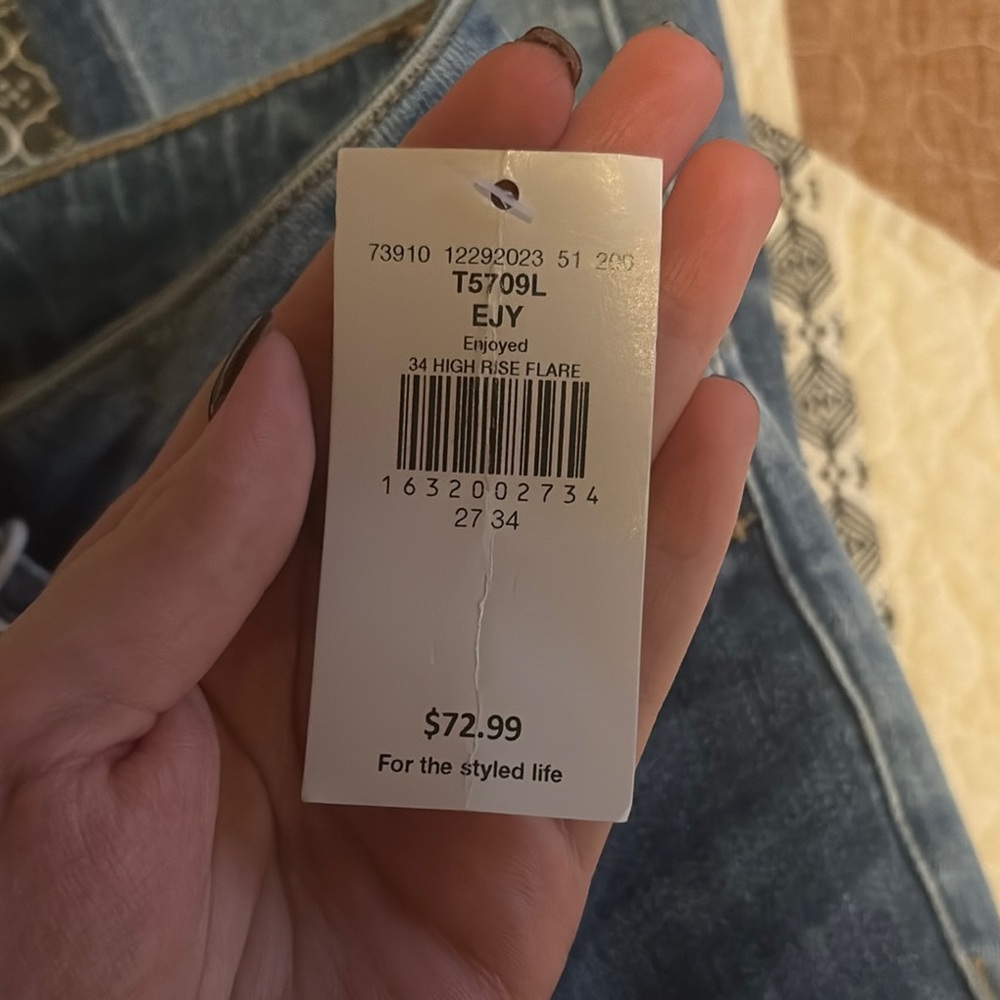 73910 12292023 51 200
T5709L
EJY
Enjoyed
34 HIGH RISE FLARE
1632002734
27 34
$72.99
For the styled life